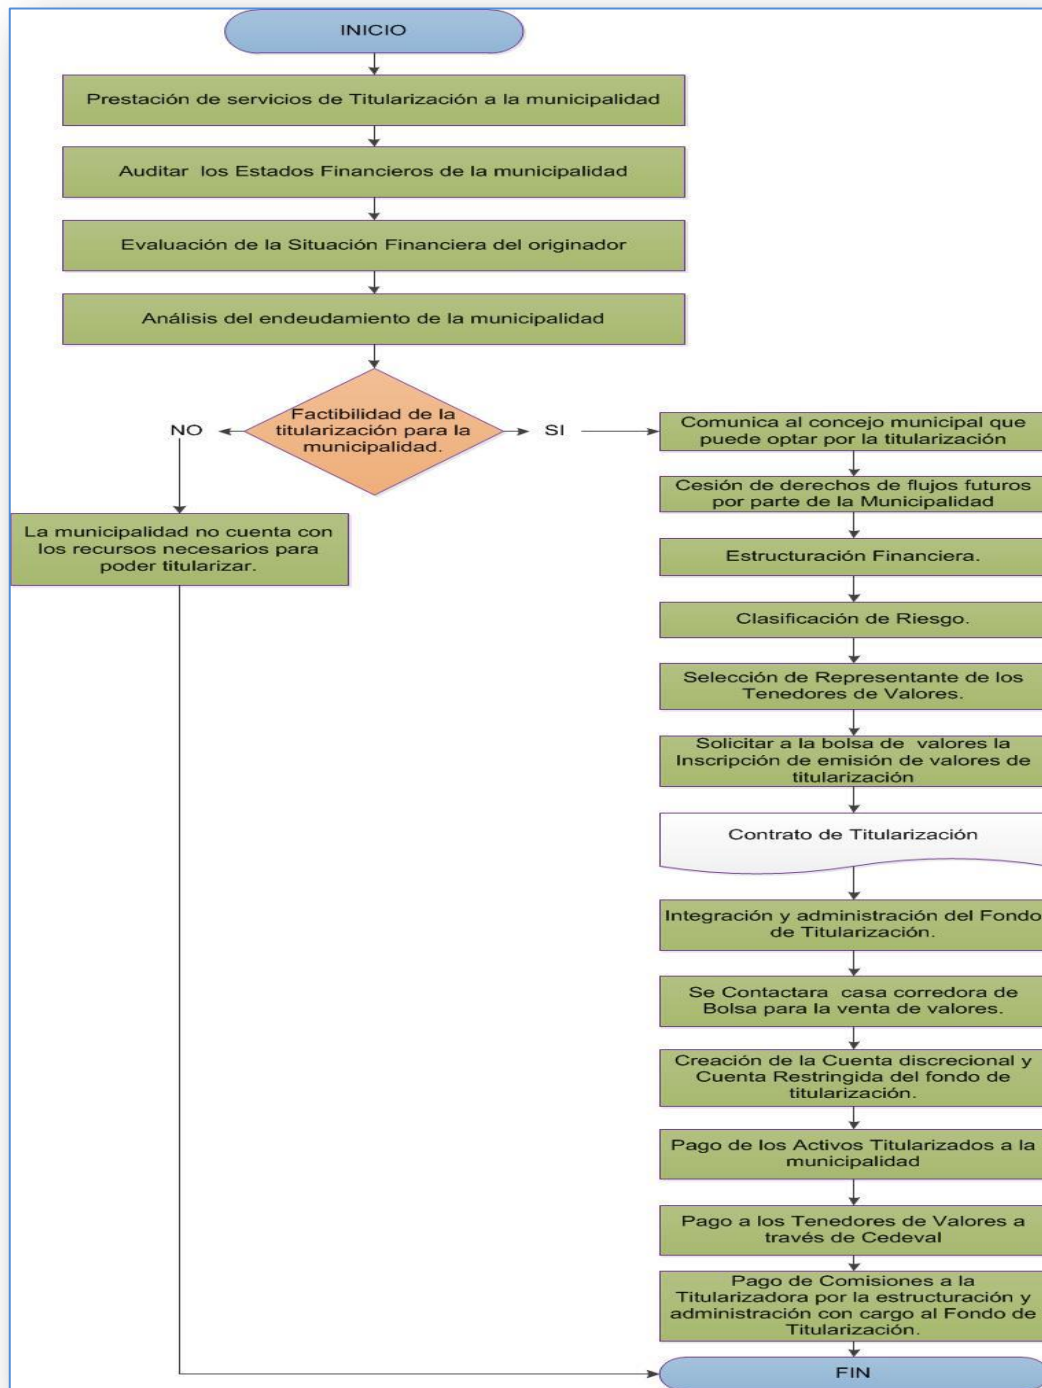 INICIO
Prestación de servicios de Titularización a la municipalidad
Auditar los Estados Financieros de la municipalidad
Evaluación de la Situación Financiera del originador
Análisis del endeudamiento de la municipalidad
Factibilidad de la
titularización para la
municipalidad.
NO
SI
La municipalidad no cuenta con
los recursos necesarios para
poder titularizar.
Comunica al concejo municipal que
puede optar por la titularización
Cesión de derechos de flujos futuros
por parte de la Municipalidad
Estructuración Financiera.
Clasificación de Riesgo.
Selección de Representante de los
Tenedores de Valores.
Solicitar a la bolsa de valores la
Inscripción de emisión de valores de
titularización
Contrato de Titularización
Integración y administración del Fondo
de Titularización.
Se Contactara casa corredora de
Bolsa para la venta de valores.
Creación de la Cuenta discrecional y
Cuenta Restringida del fondo de
titularización.
Pago de los Activos Titularizados a la
municipalidad
Pago a los Tenedores de Valores a
través de Cedeval
Pago de Comisiones a la
Titularizadora por la estructuración y
administración con cargo al Fondo de
Titularización.
FIN